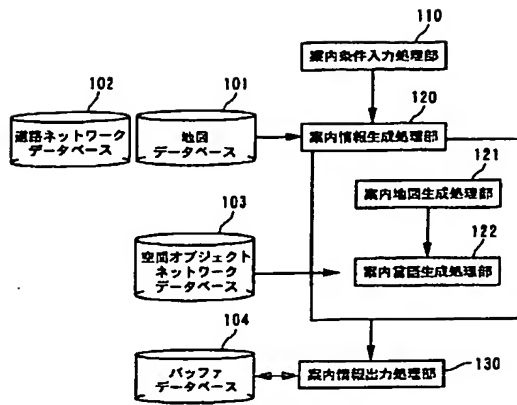 110
案内条件入力処理部
102
101
120
道路ネットワーク
データベース
地図
データベース
案内情報生成処理部
121
案内地図生成処理部
103
122
空間オブジェクト
ネットワーク
データベース
案内言語生成処理部
104
バッファ
データベース
案内情報出力処理部
130